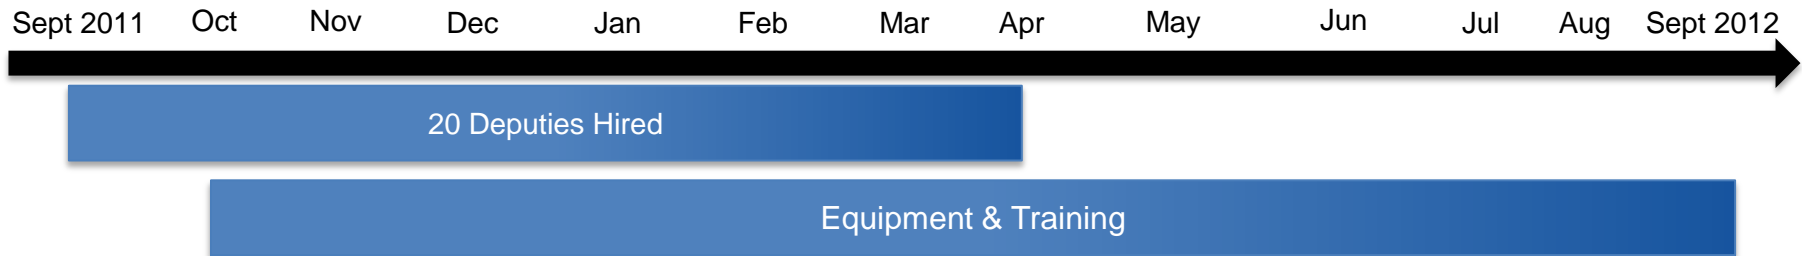 Sept 2011 Oct Nov Dec Jan Feb Mar Apr May Jun Jul Aug Sept 2012
20 Deputies Hired
Equipment & Training